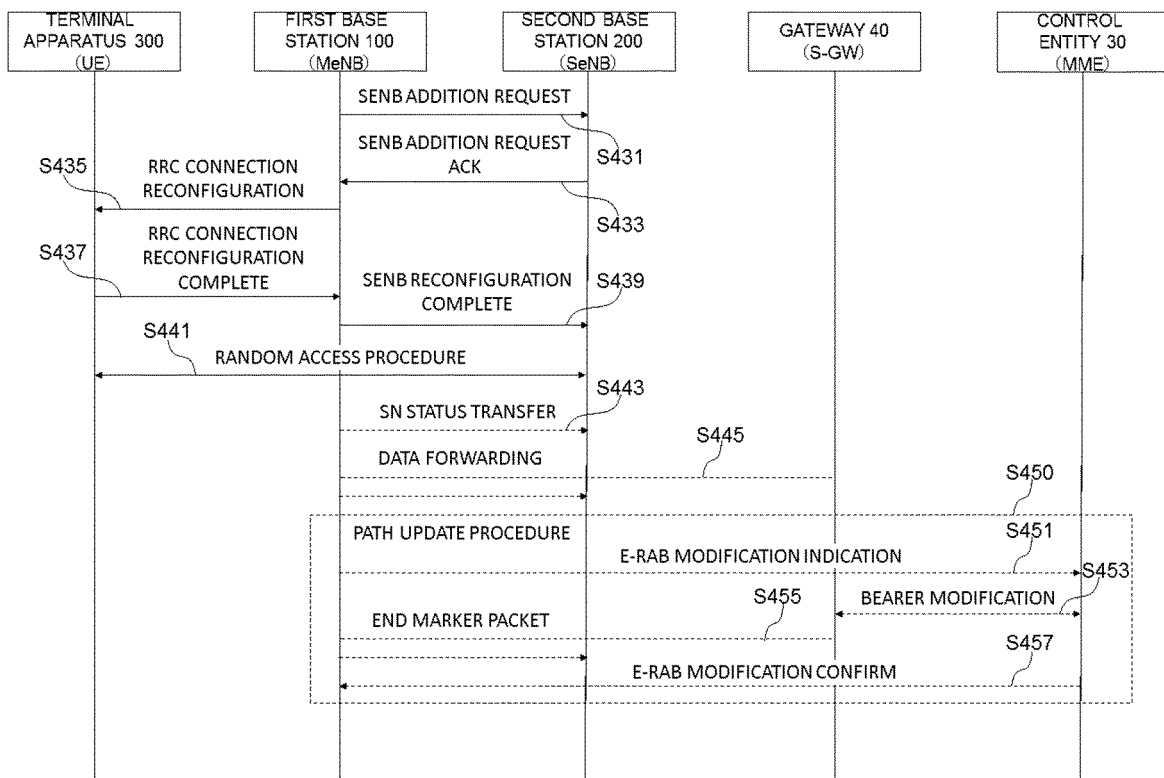 TERMINAL
APPARATUS 300
(UE)
FIRST BASE
STATION 100
(MeNB)
SECOND BASE
STATION 200
(SeNB)
GATEWAY 40
(S-GW)
CONTROL
ENTITY 30
(MME)
SENB ADDITION REQUEST
S431
SENB ADDITION REQUEST
ACK
S433
S435
RRC CONNECTION
RECONFIGURATION
S437
RRC CONNECTION
RECONFIGURATION
COMPLETE
SENB RECONFIGURATION
COMPLETE
S439
S441
RANDOM ACCESS PROCEDURE
S443
SN STATUS TRANSFER
S445
DATA FORWARDING
S450
PATH UPDATE PROCEDURE
S451
E-RAB MODIFICATION INDICATION
S453
BEARER MODIFICATION
S455
END MARKER PACKET
S457
E-RAB MODIFICATION CONFIRM